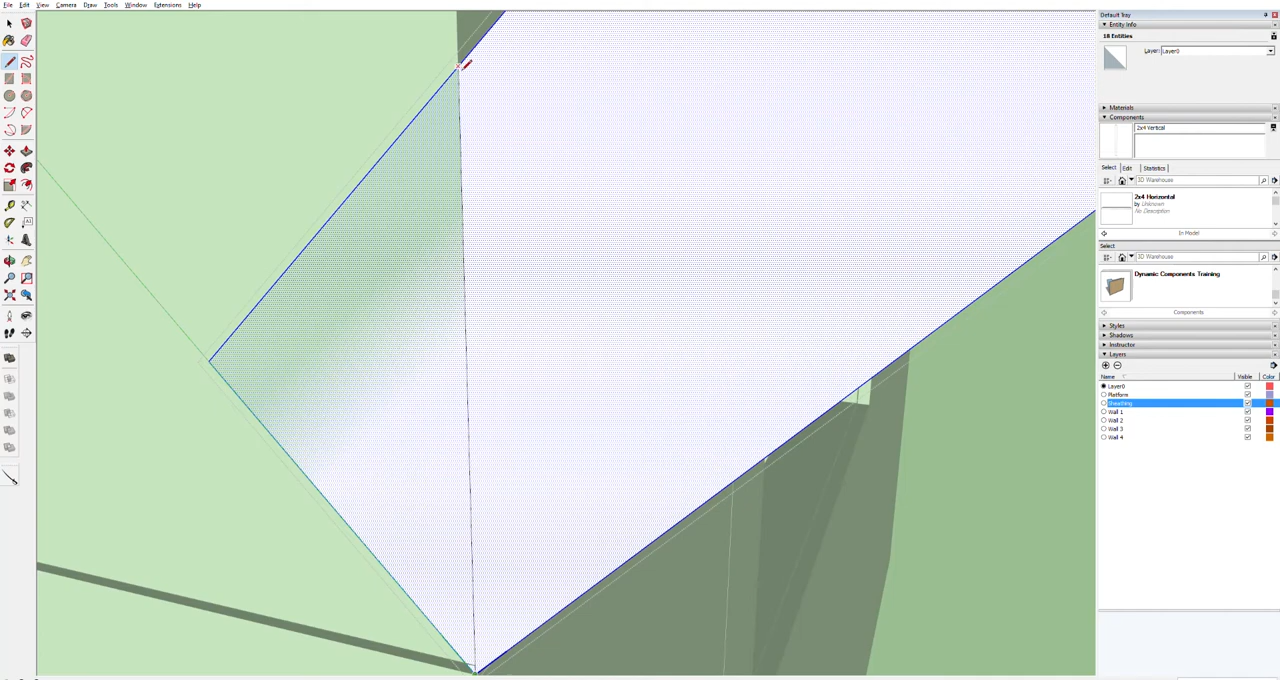 File Edit View Camera Draw Tools Window Extensions Help
Default Tray
Entity Info
18 Entities
Layer: Layer0
Materials
Components
2x4 Vertical
Select Edit Statistics
3D Warehouse
2x4 Horizontal
by Unknown
No Description
In Model
Select
3D Warehouse
Dynamic Components Training
Components
Styles
Shadows
Instructor
Layers
Name Visible Color
Layer0
Platform
Sheathing
Wall 1
Wall 2
Wall 3
Wall 4